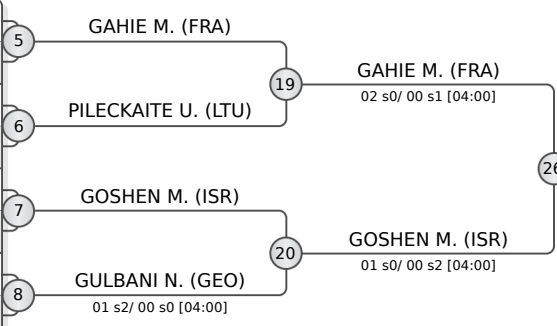 GAHIE M. (FRA)
5
19
GAHIE M. (FRA)
02 s0/ 00 s1 [04:00]
PILECKAITE U. (LTU)
6
26
GOSHEN M. (ISR)
7
20
GOSHEN M. (ISR)
01 s0/ 00 s2 [04:00]
GULBANI N. (GEO)
8
01 s2/ 00 s0 [04:00]